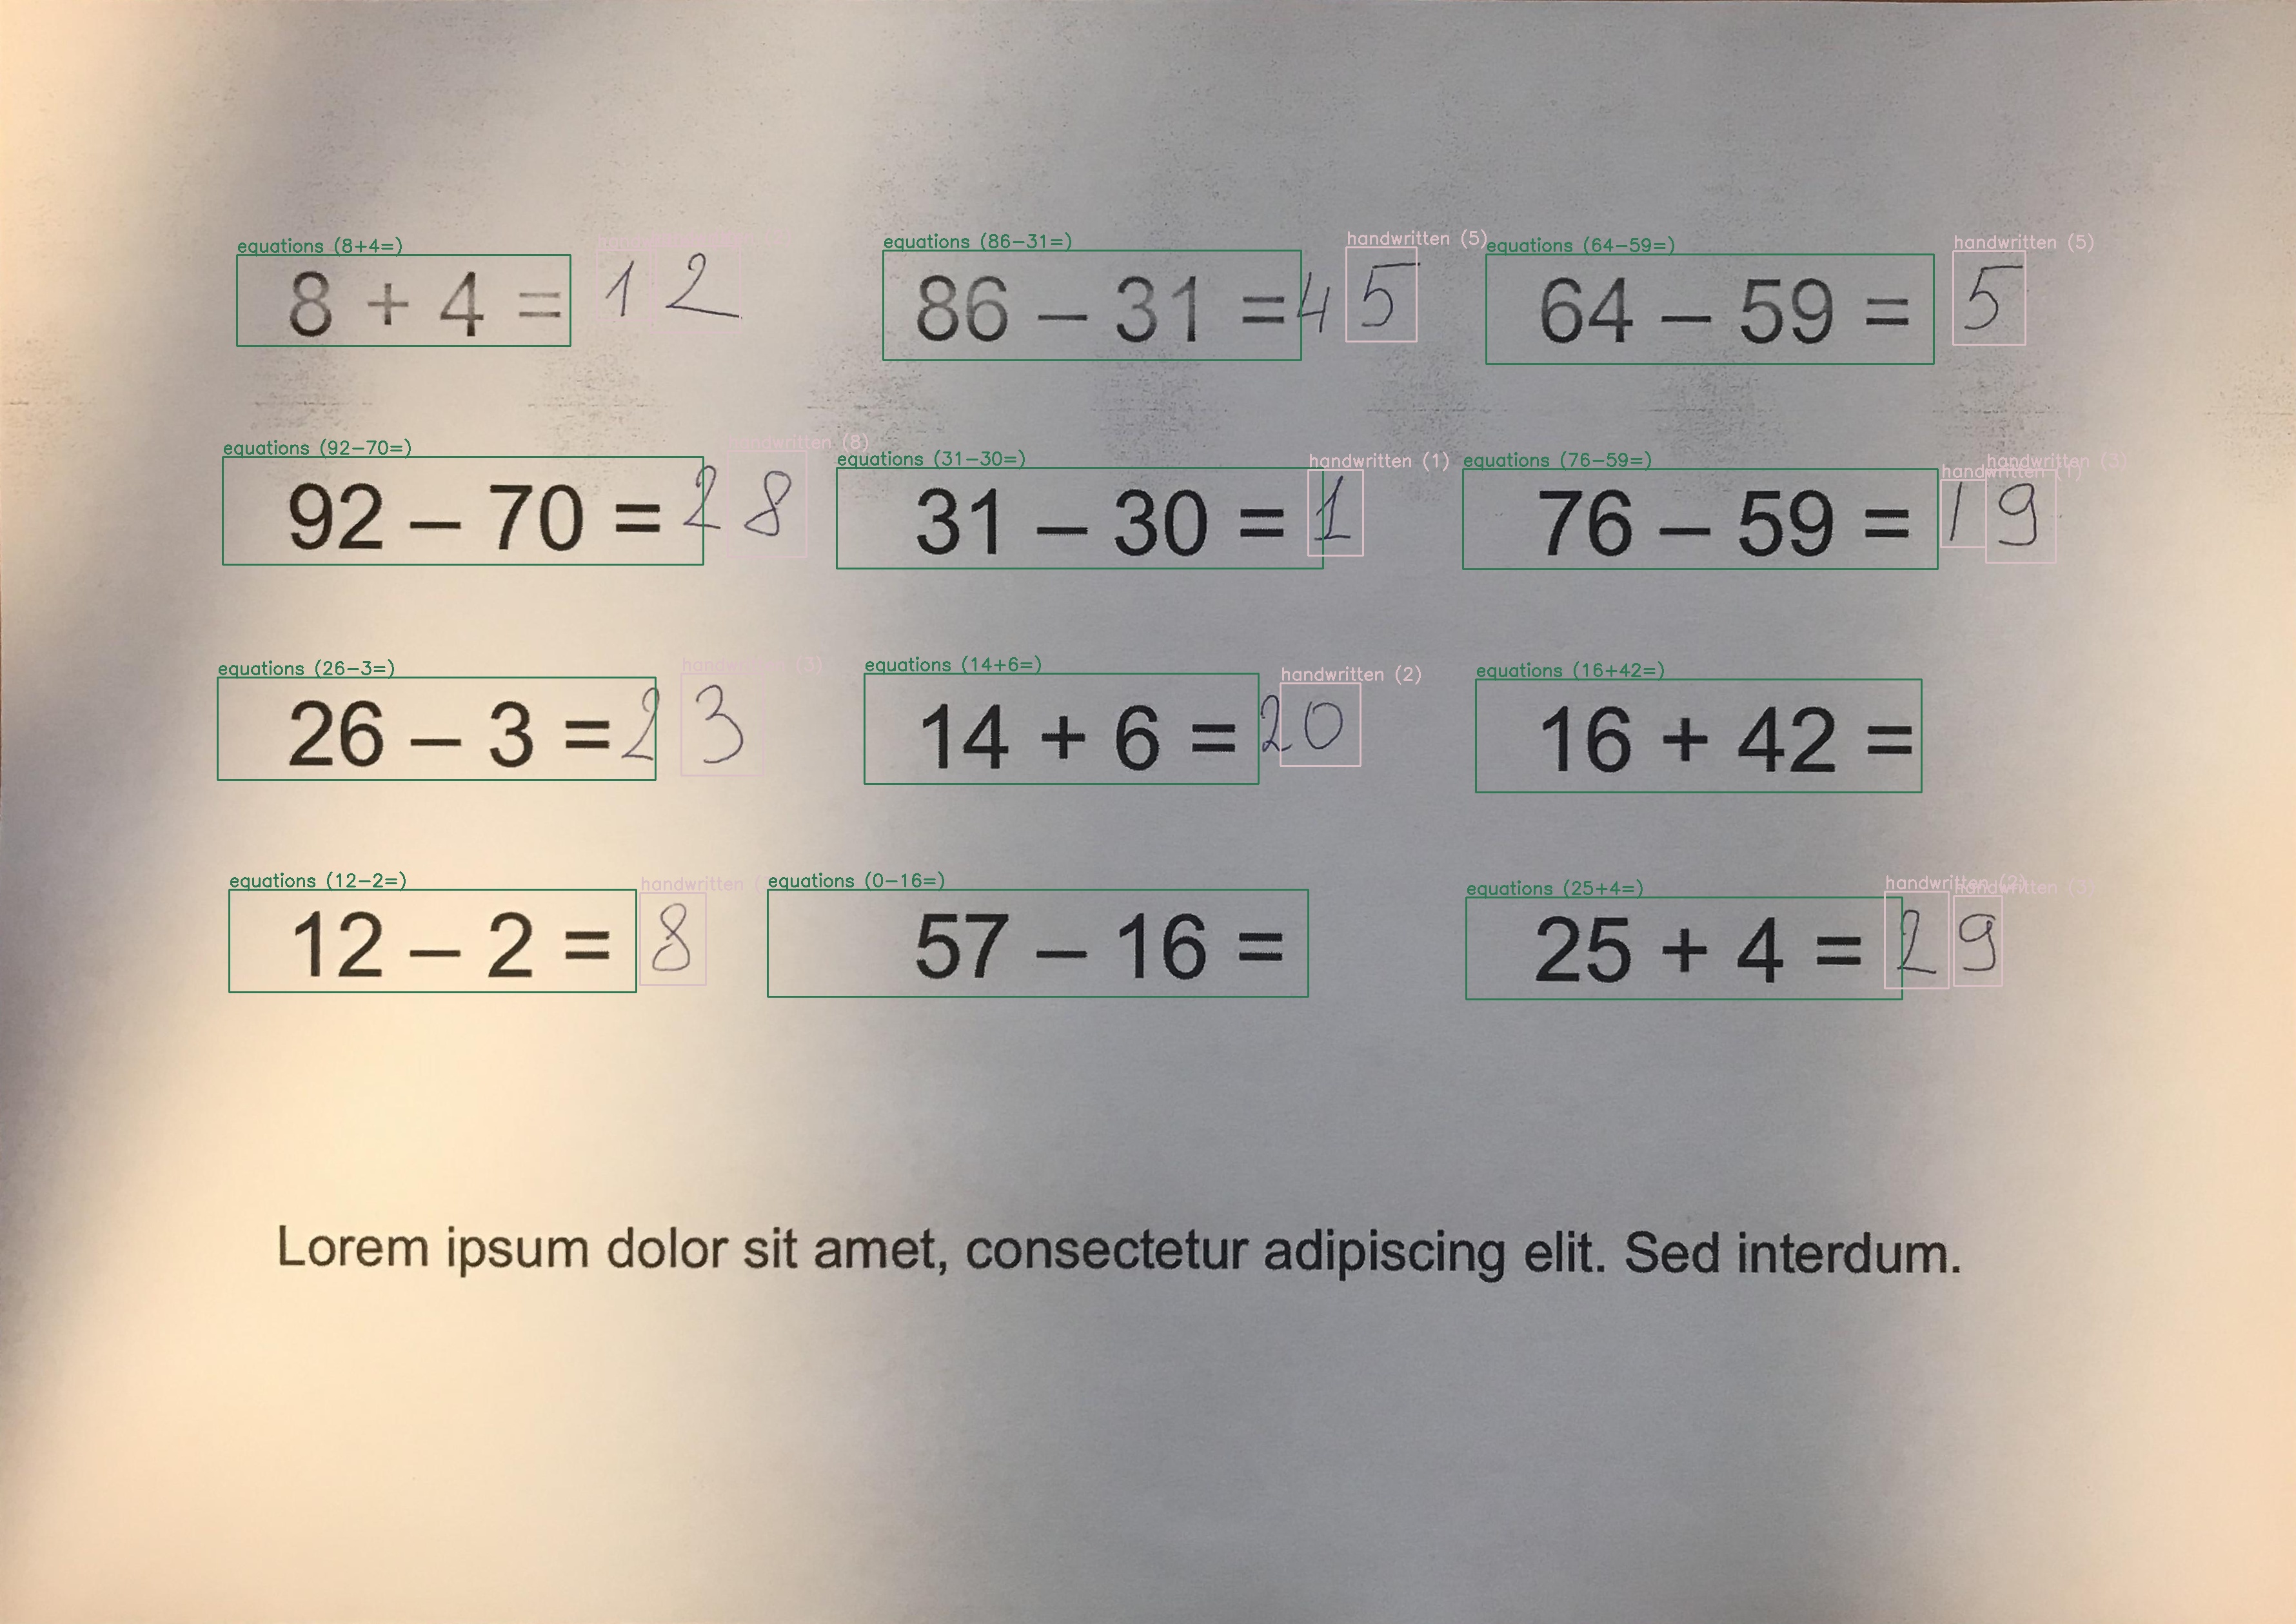 equations (8+4=) equations (86-31=) handwritten (5) equations (64-59=) handwritten (5)
8 + 4 = 12 86 – 31 = 45 64 – 59 = 5
equations (92-70=) handwritten (8) equations (31-30=) handwritten (1) equations (76-59=) handwritten (1) handwritten (3)
92 – 70 = 28 31 – 30 = 1 76 – 59 = 19
equations (26-3=) handwritten (3) equations (14+6=) handwritten (2) equations (16+42=)
26 – 3 = 23 14 + 6 = 20 16 + 42 =
equations (12-2=) handwritten equations (0-16=) equations (25+4=) handwritten (2) handwritten (3)
12 – 2 = 8 57 – 16 = 25 + 4 = 29
Lorem ipsum dolor sit amet, consectetur adipiscing elit. Sed interdum.